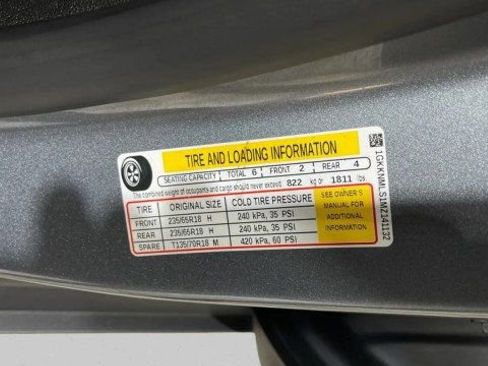 TIRE AND LOADING INFORMATION
SEATING CAPACITY TOTAL 6 FRONT 2 REAR 4
The combined weight of occupants and cargo should never exceed 822 kg or 1811 lbs
TIRE ORIGINAL SIZE COLD TIRE PRESSURE
FRONT 235/65R18 H 240 kPa, 35 PSI
REAR 235/65R18 H 240 kPa, 35 PSI
SPARE T135/70R18 M 420 kPa, 60 PSI
SEE OWNER'S
MANUAL FOR
ADDITIONAL
INFORMATION
1GKKNMLS1MZ141132